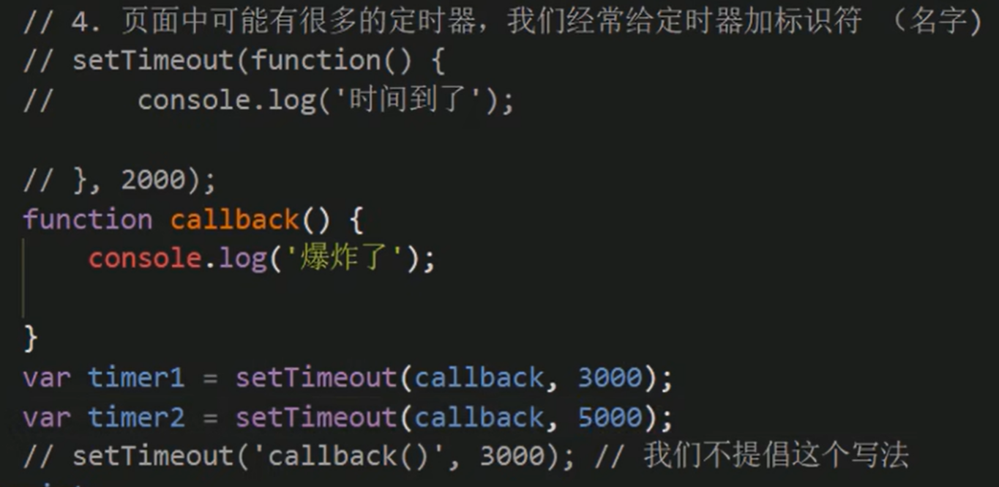 // 4. 页面中可能有很多的定时器，我们经常给定时器加标识符 （名字)
// setTimeout(function() {
//     console.log('时间到了');
// }, 2000);
function callback() {
    console.log('爆炸了');
}
var timer1 = setTimeout(callback, 3000);
var timer2 = setTimeout(callback, 5000);
// setTimeout('callback()', 3000); // 我们不提倡这个写法